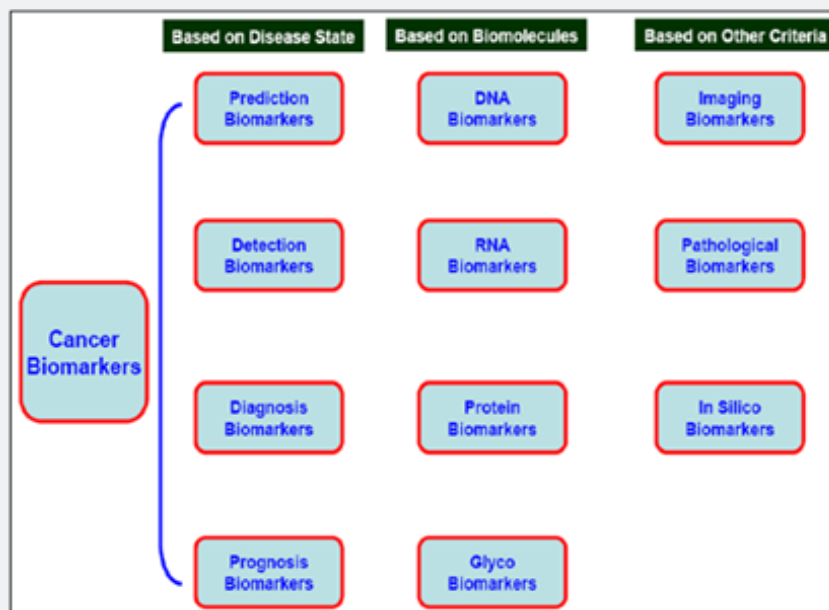 Based on Disease State
Based on Biomolecules
Based on Other Criteria
Prediction
Biomarkers
DNA
Biomarkers
Imaging
Biomarkers
Detection
Biomarkers
RNA
Biomarkers
Pathological
Biomarkers
Cancer
Biomarkers
Diagnosis
Biomarkers
Protein
Biomarkers
In Silico
Biomarkers
Prognosis
Biomarkers
Glyco
Biomarkers